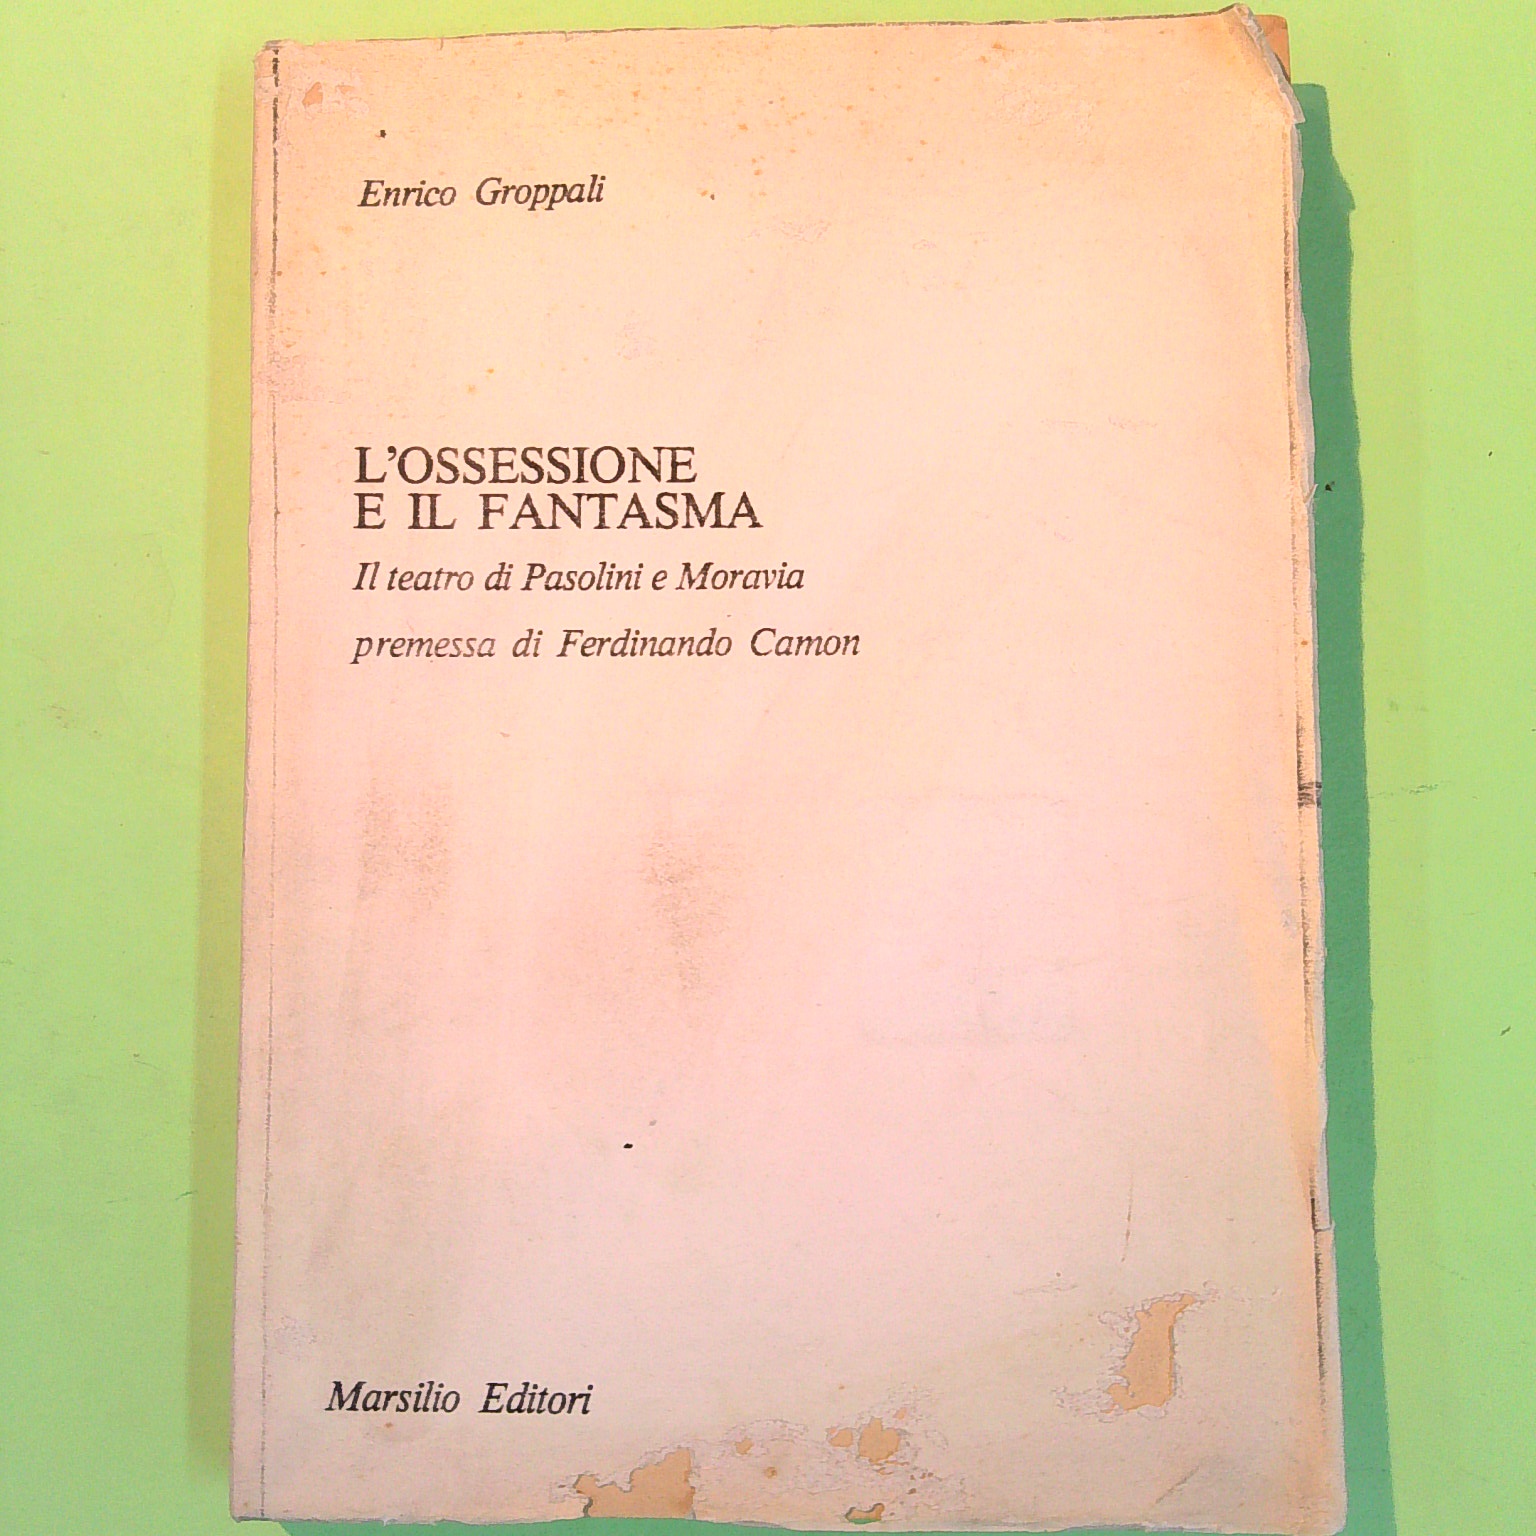 Enrico Groppali
L'OSSESSIONE
E IL FANTASMA
Il teatro di Pasolini e Moravia
premessa di Ferdinando Camon
Marsilio Editori